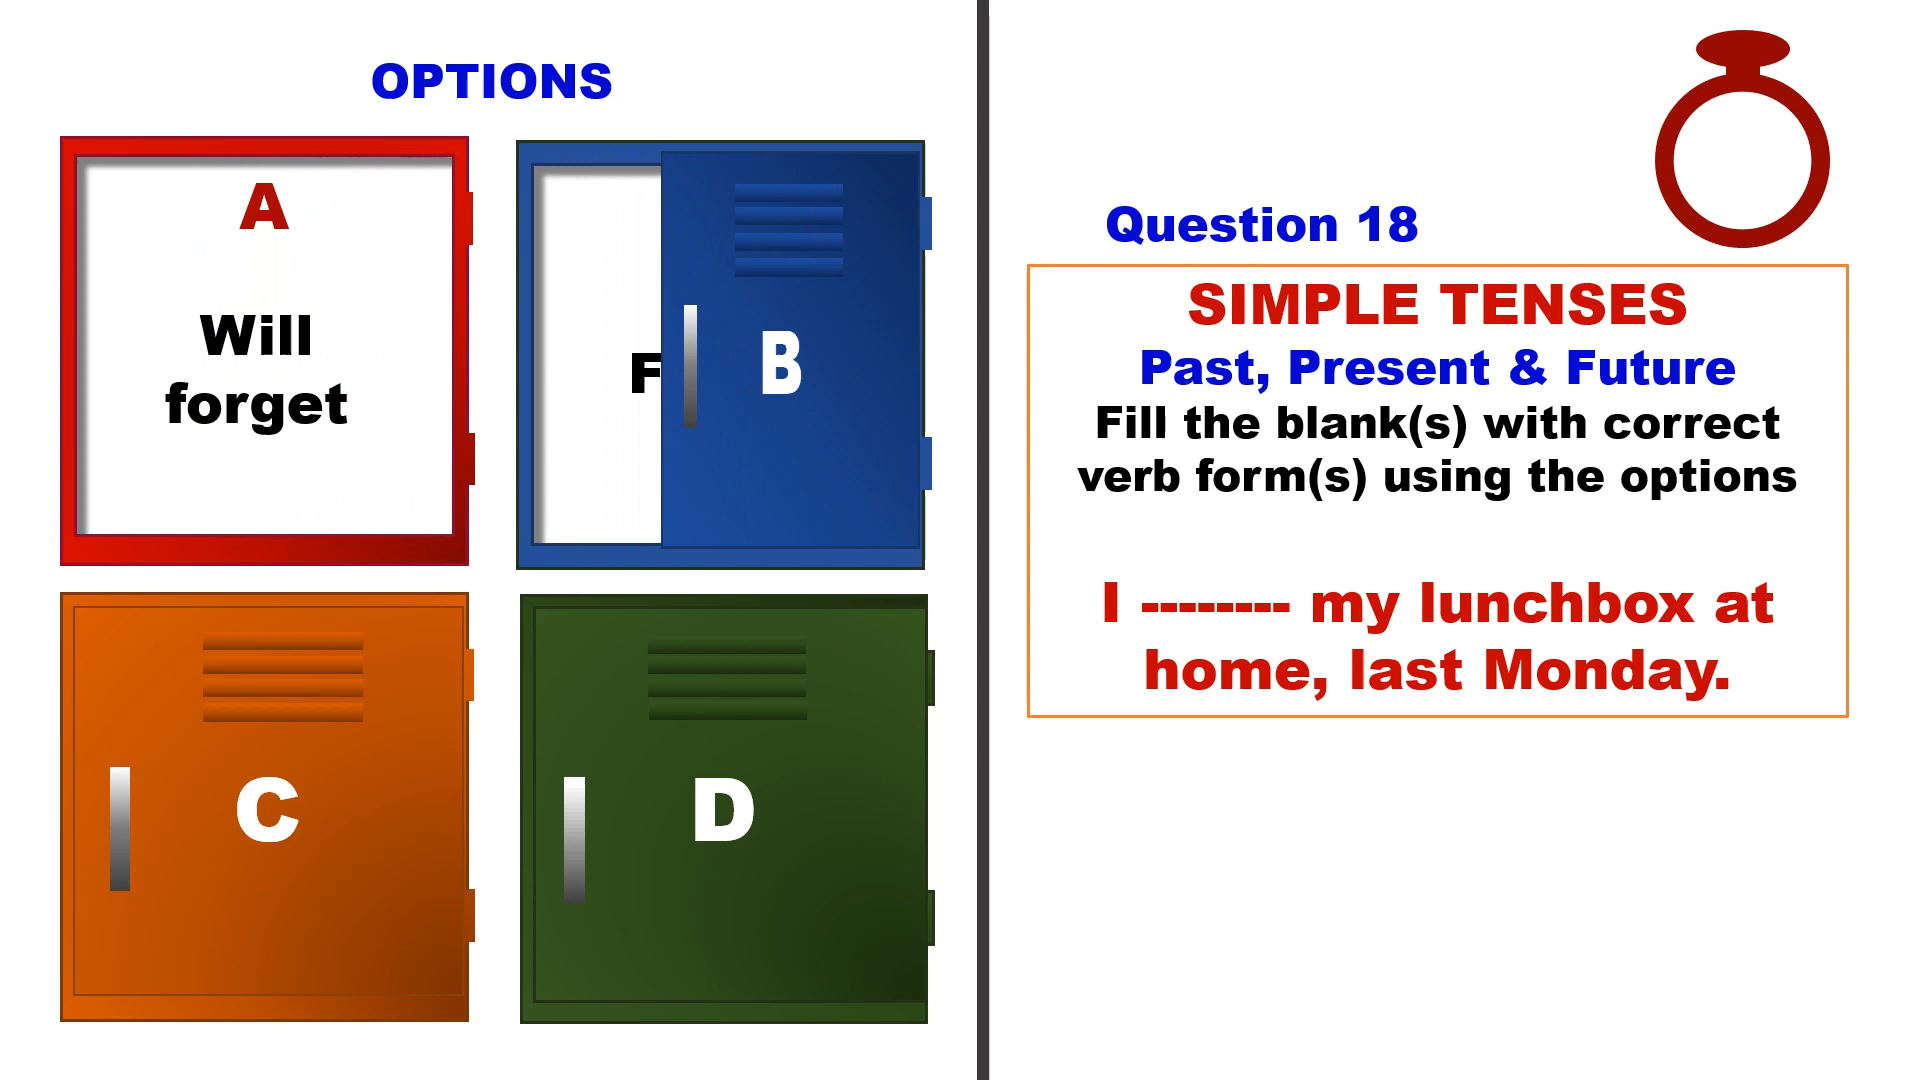 OPTIONS
A
Will
forget
F
B
C
D
Question 18
SIMPLE TENSES
Past, Present & Future
Fill the blank(s) with correct
verb form(s) using the options
I -------- my lunchbox at
home, last Monday.